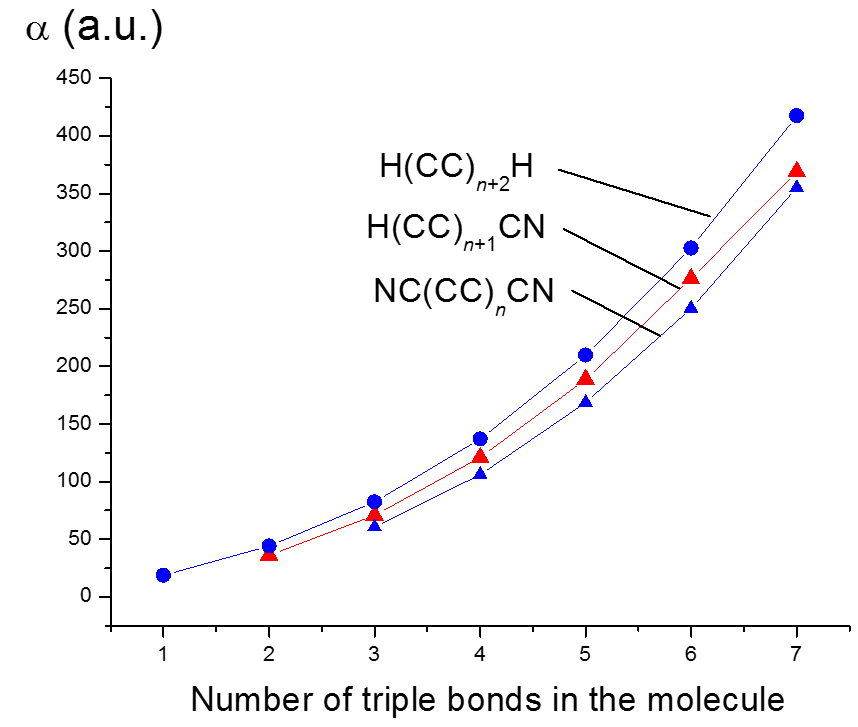 α (a.u.)
450
400
350
300
250
200
150
100
50
0
H(CC)n+2H
H(CC)n+1CN
NC(CC)nCN
1 2 3 4 5 6 7
Number of triple bonds in the molecule